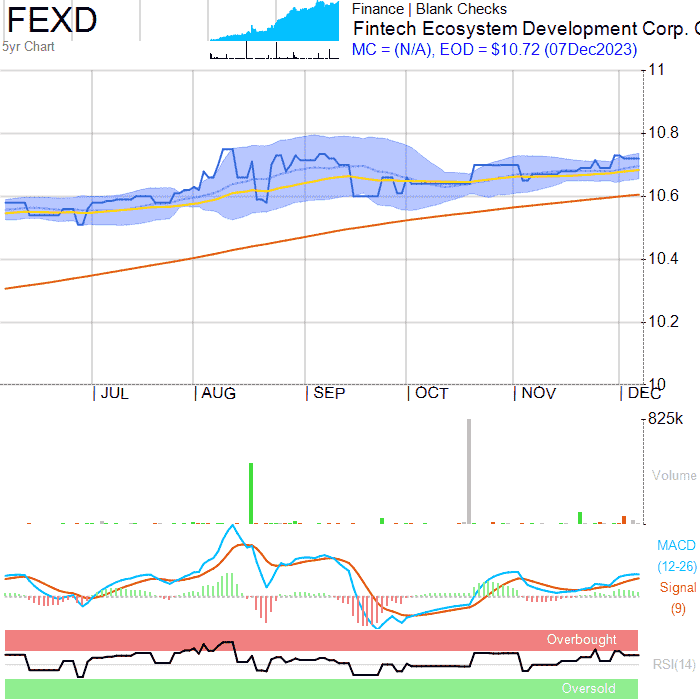 FEXD
5yr Chart
Finance | Blank Checks
Fintech Ecosystem Development Corp. C
MC = (N/A), EOD = $10.72 (07Dec2023)
11
10.8
10.6
10.4
10.2
10
JUL AUG SEP OCT NOV DEC
825k
Volume
MACD
(12-26)
Signal
(9)
Overbought
RSI(14)
Oversold